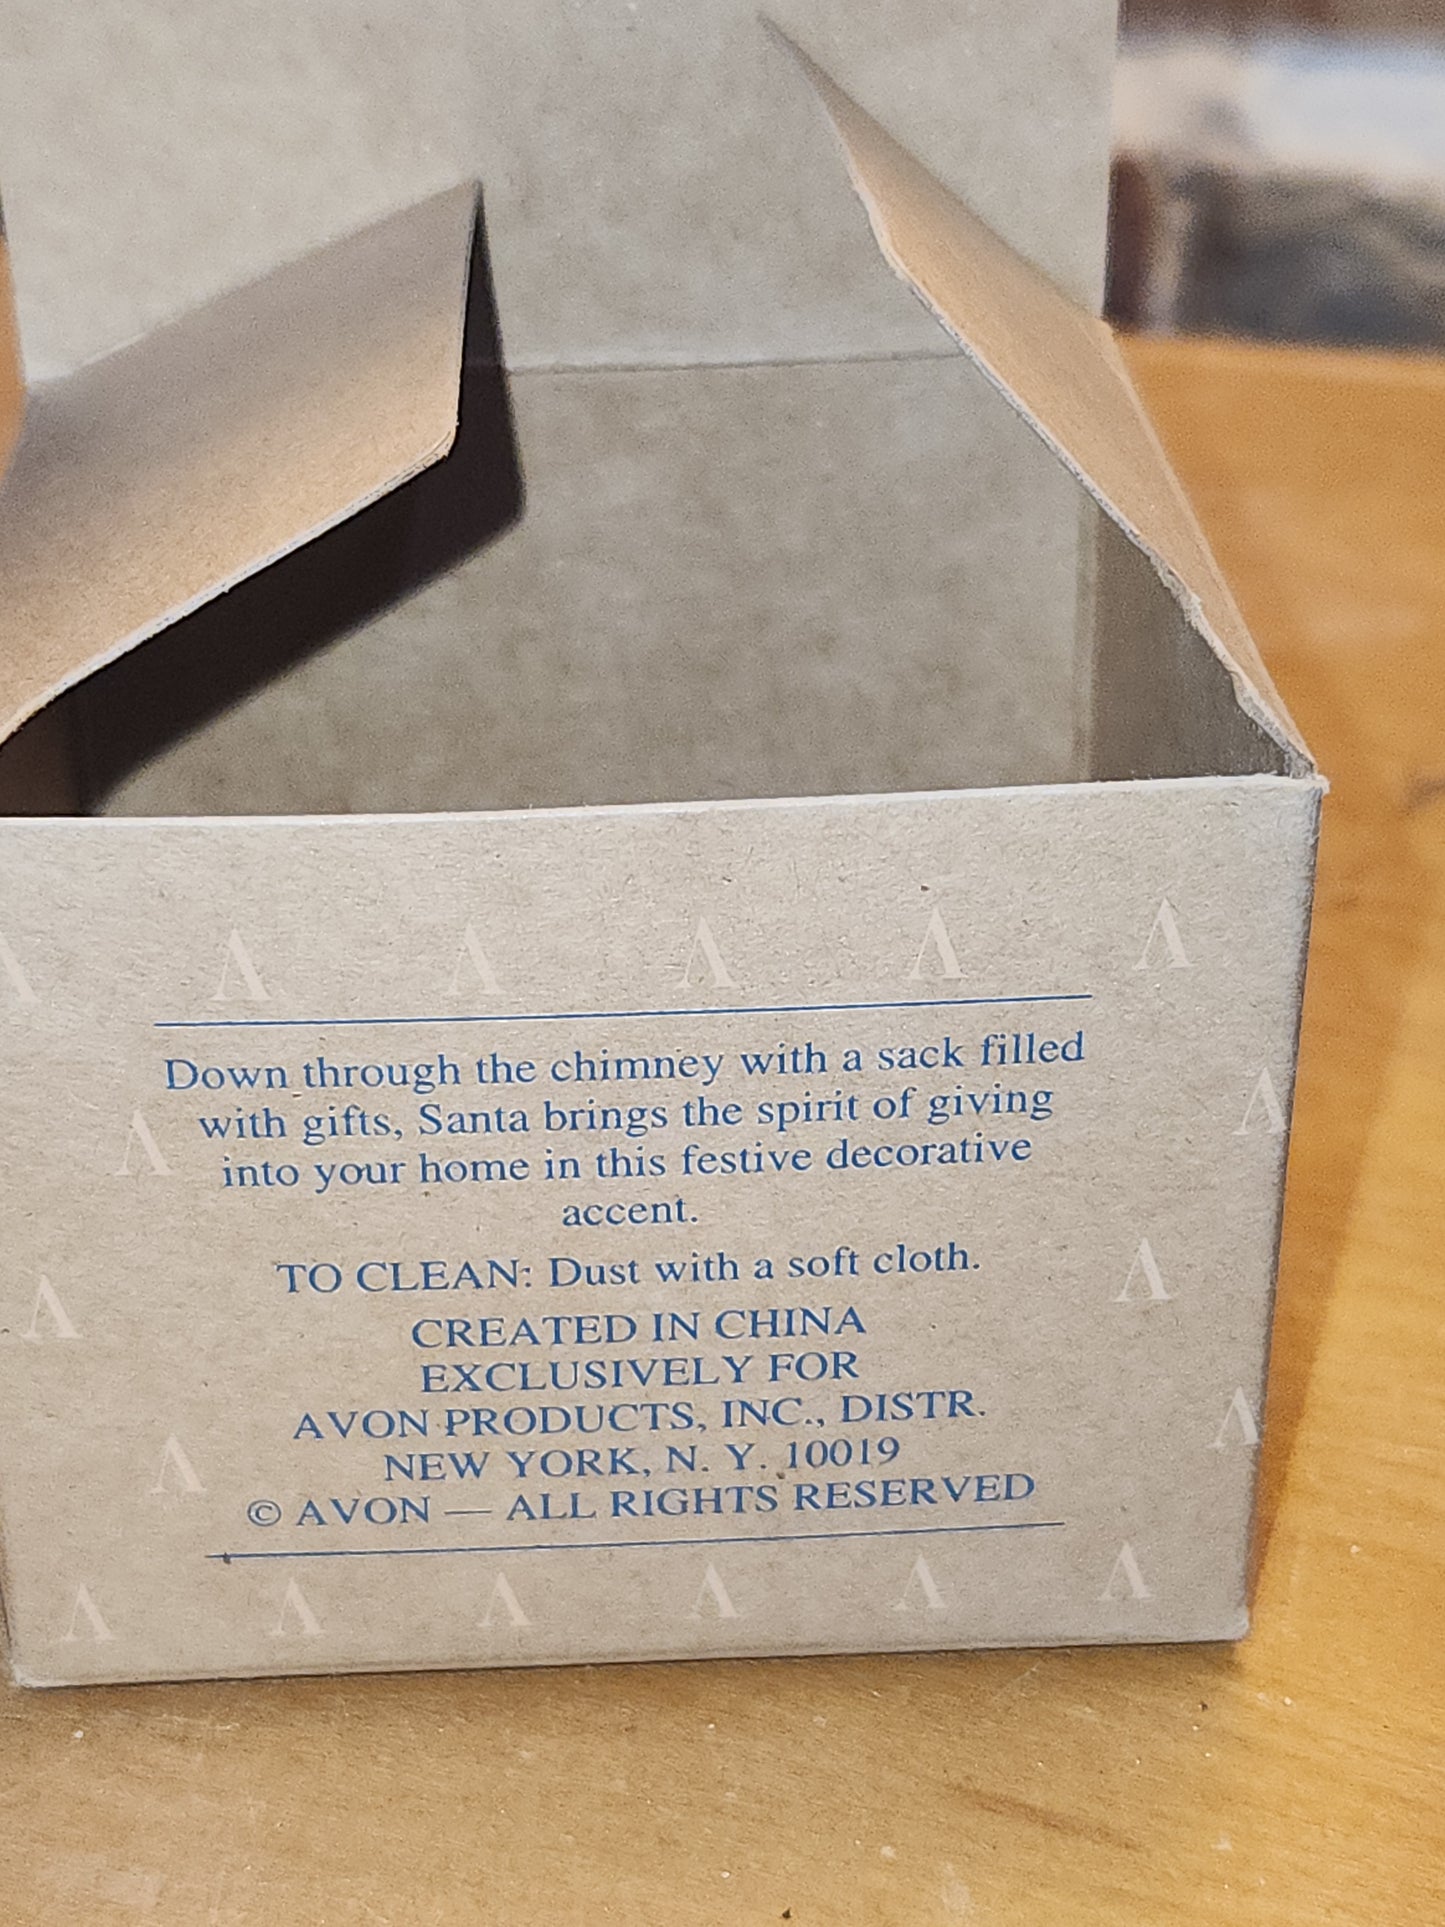 Down through the chimney with a sack filled
with gifts, Santa brings the spirit of giving
into your home in this festive decorative
accent.
TO CLEAN: Dust with a soft cloth.
CREATED IN CHINA
EXCLUSIVELY FOR
AVON PRODUCTS, INC., DISTR.
NEW YORK, N. Y. 10019
© AVON — ALL RIGHTS RESERVED